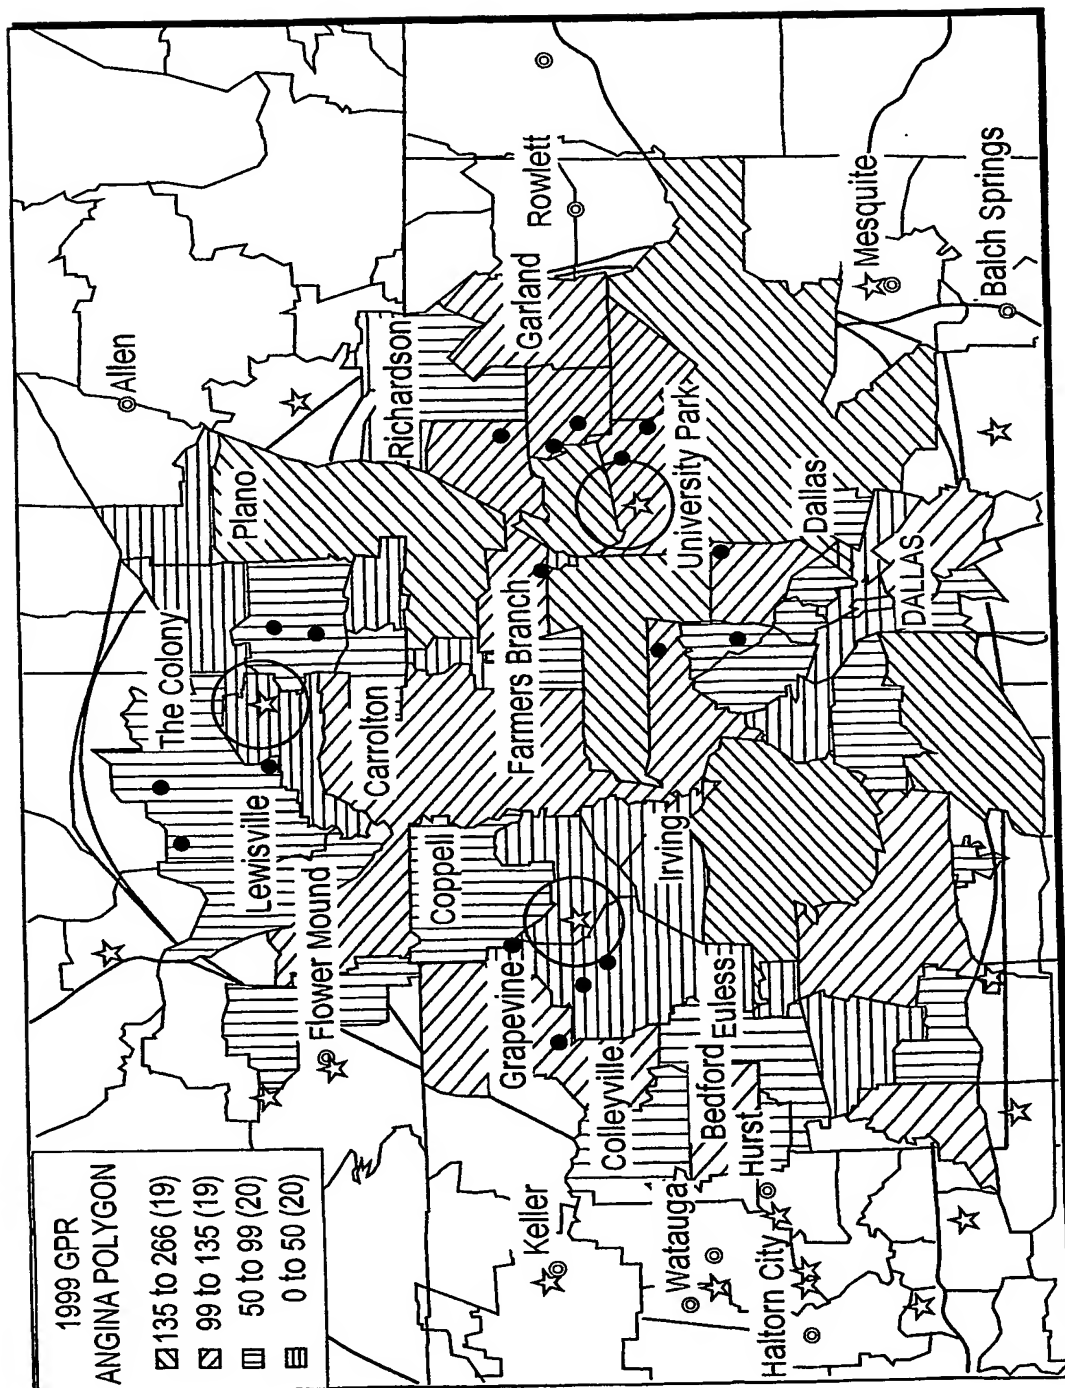 1999 GPR
ANGINA POLYGON
135 to 266 (19)
99 to 135 (19)
50 to 99 (20)
0 to 50 (20)
Allen
Plano
The Colony
Lewisville
Flower Mound
Richardson
Carrolton
Coppell
Rowlett
Garland
Farmers Branch
Grapevine
Keller
Colleyville
University Park
Irving
Euless
Bedford
Hurst
Watauga
Haltorn City
Dallas
DALLAS
Mesquite
Balch Springs